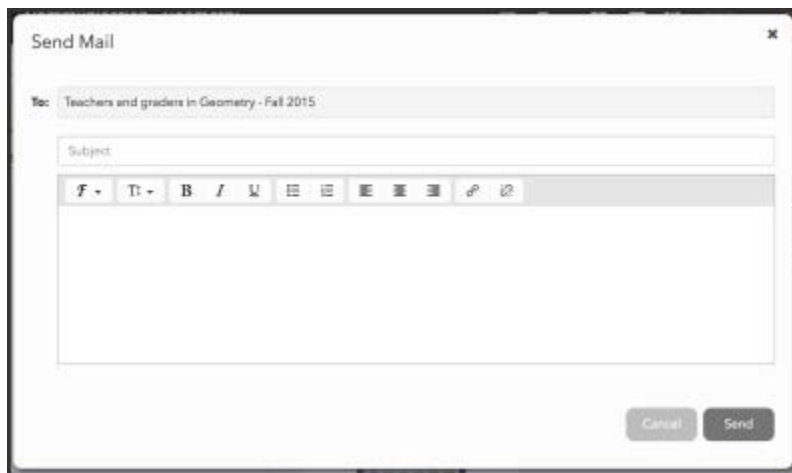 Send Mail
To: Teachers and graders in Geometry - Fall 2015
Subject
F T B I U
Cancel Send